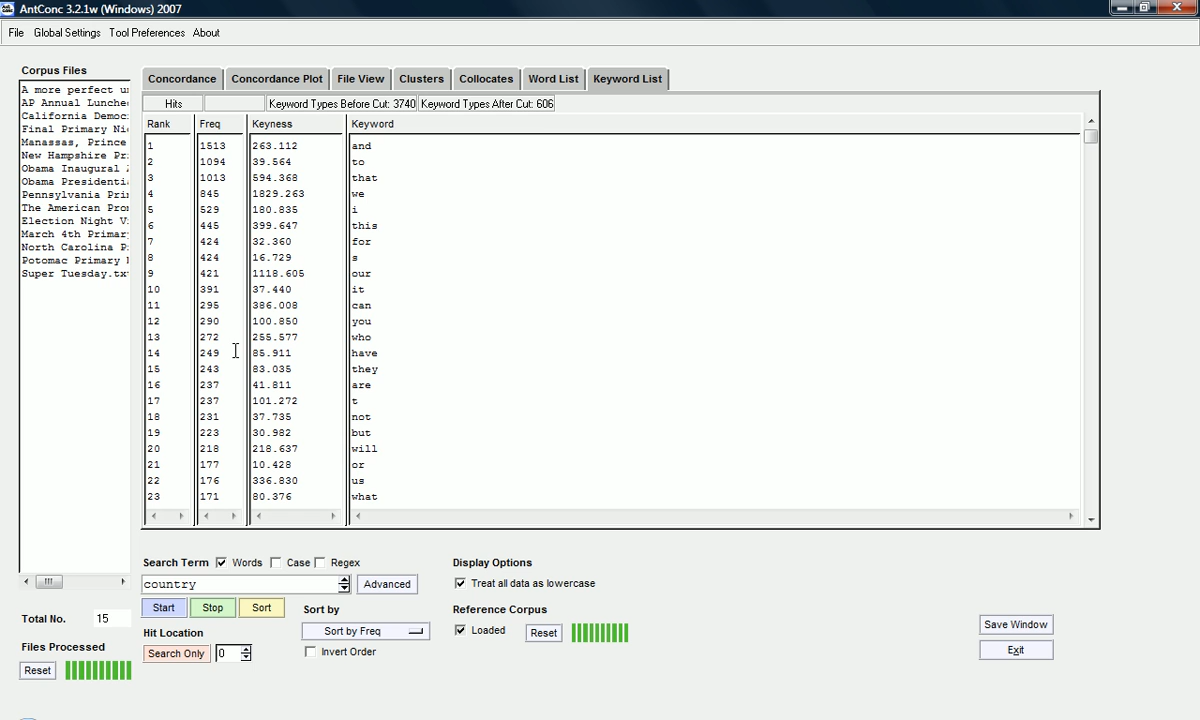 AntConc 3.2.1w (Windows) 2007
File Global Settings Tool Preferences About
Corpus Files
Concordance Concordance Plot File View Clusters Collocates Word List Keyword List
A more perfect
AP Annual Lunche
California Democ
Final Primary Ni
Manassas, Prince
New Hampshire Pr
Obama Inaugural
Obama Presidenti
Pennsylvania Pri
The American Pro
Election Night V
March 4th Primar
North Carolina P
Potomac Primary
Super Tuesday.tx
Hits Keyword Types Before Cut: 3740 Keyword Types After Cut: 606
Rank Freq Keyness Keyword
1 1513 263.112 and
2 1094 39.564 to
3 1013 594.368 that
4 845 1829.263 we
5 529 180.835 i
6 445 399.647 this
7 424 32.360 for
8 424 16.729 s
9 421 1118.605 our
10 391 37.440 it
11 295 386.008 can
12 290 100.850 you
13 272 255.577 who
14 249 85.911 have
15 243 83.035 they
16 237 41.811 are
17 237 101.272 t
18 231 37.735 not
19 223 30.982 but
20 218 218.637 will
21 177 10.428 or
22 176 336.830 us
23 171 80.376 what
Total No. 15
Files Processed
Reset
Search Term Words Case Regex
country Advanced
Start Stop Sort
Hit Location
Search Only 0
Sort by
Sort by Freq
Invert Order
Display Options
Treat all data as lowercase
Reference Corpus
Loaded Reset
Save Window
Exit